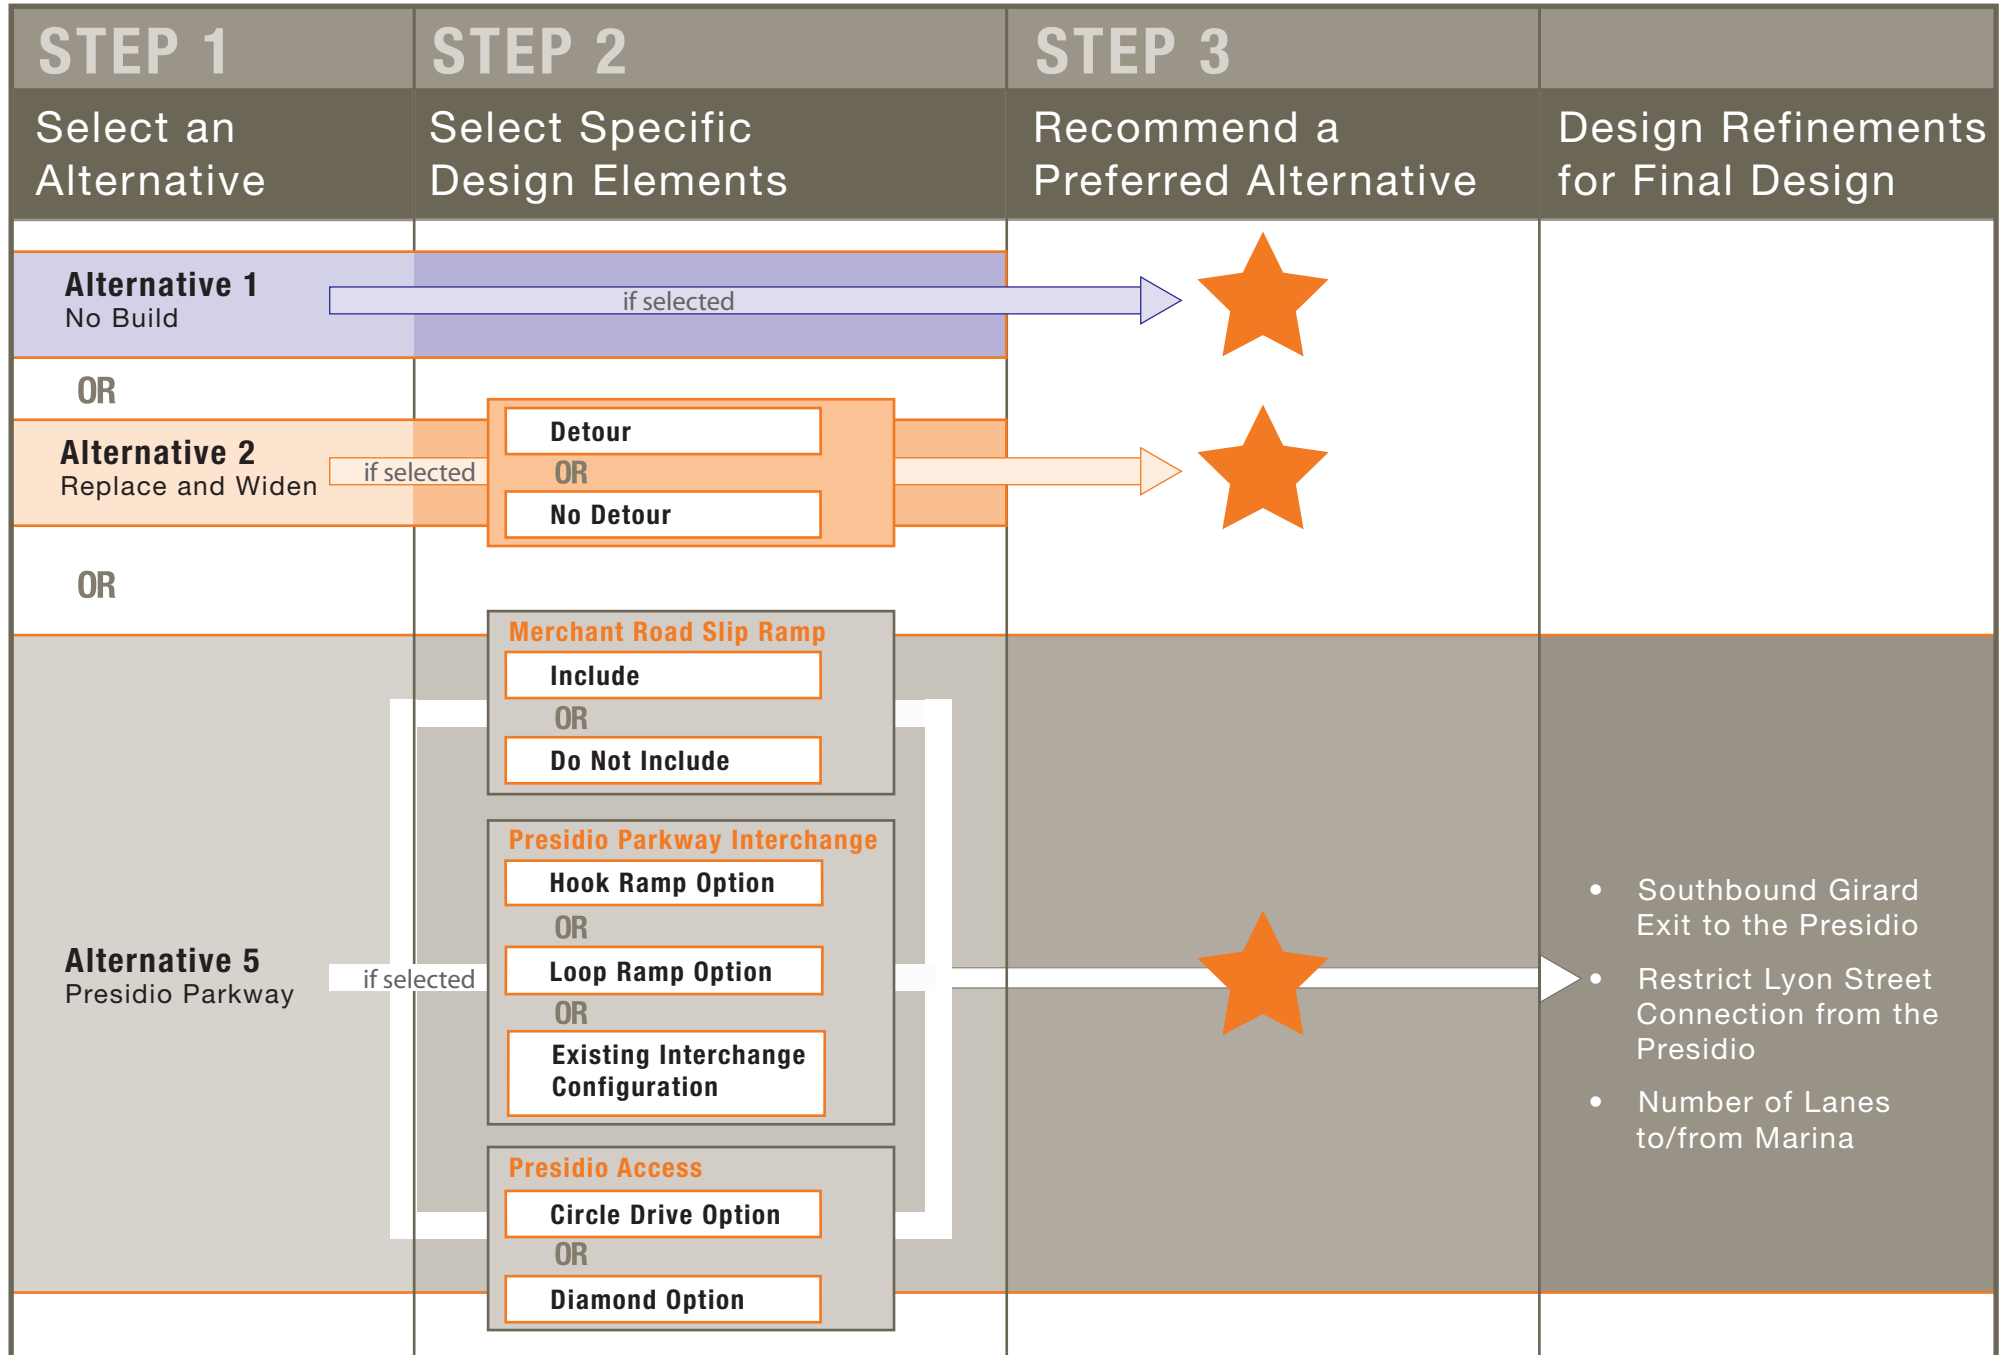 STEP 1
STEP 2
STEP 3
Select an
Alternative
Select Specific
Design Elements
Recommend a
Preferred Alternative
Design Refinements
for Final Design
Alternative 1
No Build
if selected
OR
Alternative 2
Replace and Widen
if selected
Detour
OR
No Detour
OR
Alternative 5
Presidio Parkway
if selected
Merchant Road Slip Ramp
Include
OR
Do Not Include
Presidio Parkway Interchange
Hook Ramp Option
OR
Loop Ramp Option
OR
Existing Interchange
Configuration
Presidio Access
Circle Drive Option
OR
Diamond Option
• Southbound Girard
Exit to the Presidio
• Restrict Lyon Street
Connection from the
Presidio
• Number of Lanes
to/from Marina